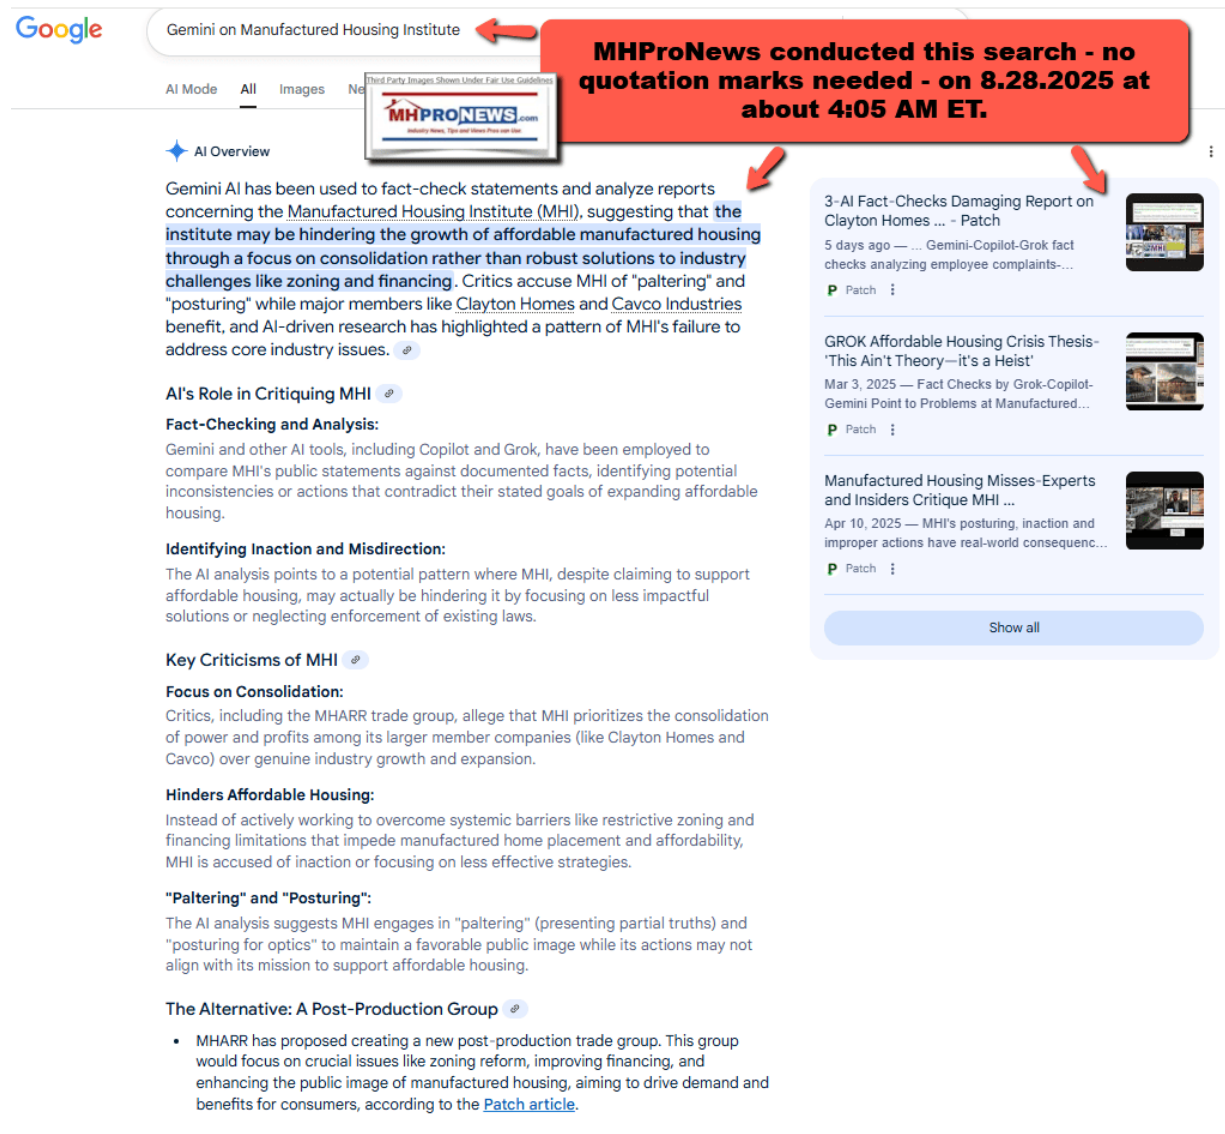 Google
Gemini on Manufactured Housing Institute
MHProNews conducted this search - no
quotation marks needed - on 8.28.2025 at
about 4:05 AM ET.
AI Mode
All
Images
Ne
Third Party Images Shown Under Fair Use Guidelines
MHPRONEWS.com
Industry News, Tips and Views Pros can Use
AI Overview
Gemini AI has been used to fact-check statements and analyze reports
concerning the Manufactured Housing Institute (MHI), suggesting that the
institute may be hindering the growth of affordable manufactured housing
through a focus on consolidation rather than robust solutions to industry
challenges like zoning and financing. Critics accuse MHI of "paltering" and
"posturing" while major members like Clayton Homes and Cavco Industries
benefit, and AI-driven research has highlighted a pattern of MHI's failure to
address core industry issues.
AI's Role in Critiquing MHI
Fact-Checking and Analysis:
Gemini and other AI tools, including Copilot and Grok, have been employed to
compare MHI's public statements against documented facts, identifying potential
inconsistencies or actions that contradict their stated goals of expanding affordable
housing.
Identifying Inaction and Misdirection:
The AI analysis points to a potential pattern where MHI, despite claiming to support
affordable housing, may actually be hindering it by focusing on less impactful
solutions or neglecting enforcement of existing laws.
Key Criticisms of MHI
Focus on Consolidation:
Critics, including the MHARR trade group, allege that MHI prioritizes the consolidation
of power and profits among its larger member companies (like Clayton Homes and
Cavco) over genuine industry growth and expansion.
Hinders Affordable Housing:
Instead of actively working to overcome systemic barriers like restrictive zoning and
financing limitations that impede manufactured home placement and affordability,
MHI is accused of inaction or focusing on less effective strategies.
"Paltering" and "Posturing":
The AI analysis suggests MHI engages in "paltering" (presenting partial truths) and
"posturing for optics" to maintain a favorable public image while its actions may not
align with its mission to support affordable housing.
The Alternative: A Post-Production Group
• MHARR has proposed creating a new post-production trade group. This group
would focus on crucial issues like zoning reform, improving financing, and
enhancing the public image of manufactured housing, aiming to drive demand and
benefits for consumers, according to the Patch article.
3-AI Fact-Checks Damaging Report on
Clayton Homes ... - Patch
5 days ago — ... Gemini-Copilot-Grok fact
checks analyzing employee complaints-...
P Patch
GROK Affordable Housing Crisis Thesis-
'This Ain't Theory—it's a Heist'
Mar 3, 2025 — Fact Checks by Grok-Copilot-
Gemini Point to Problems at Manufactured...
P Patch
Manufactured Housing Misses-Experts
and Insiders Critique MHI ...
Apr 10, 2025 — MHI's posturing, inaction and
improper actions have real-world consequenc...
P Patch
Show all